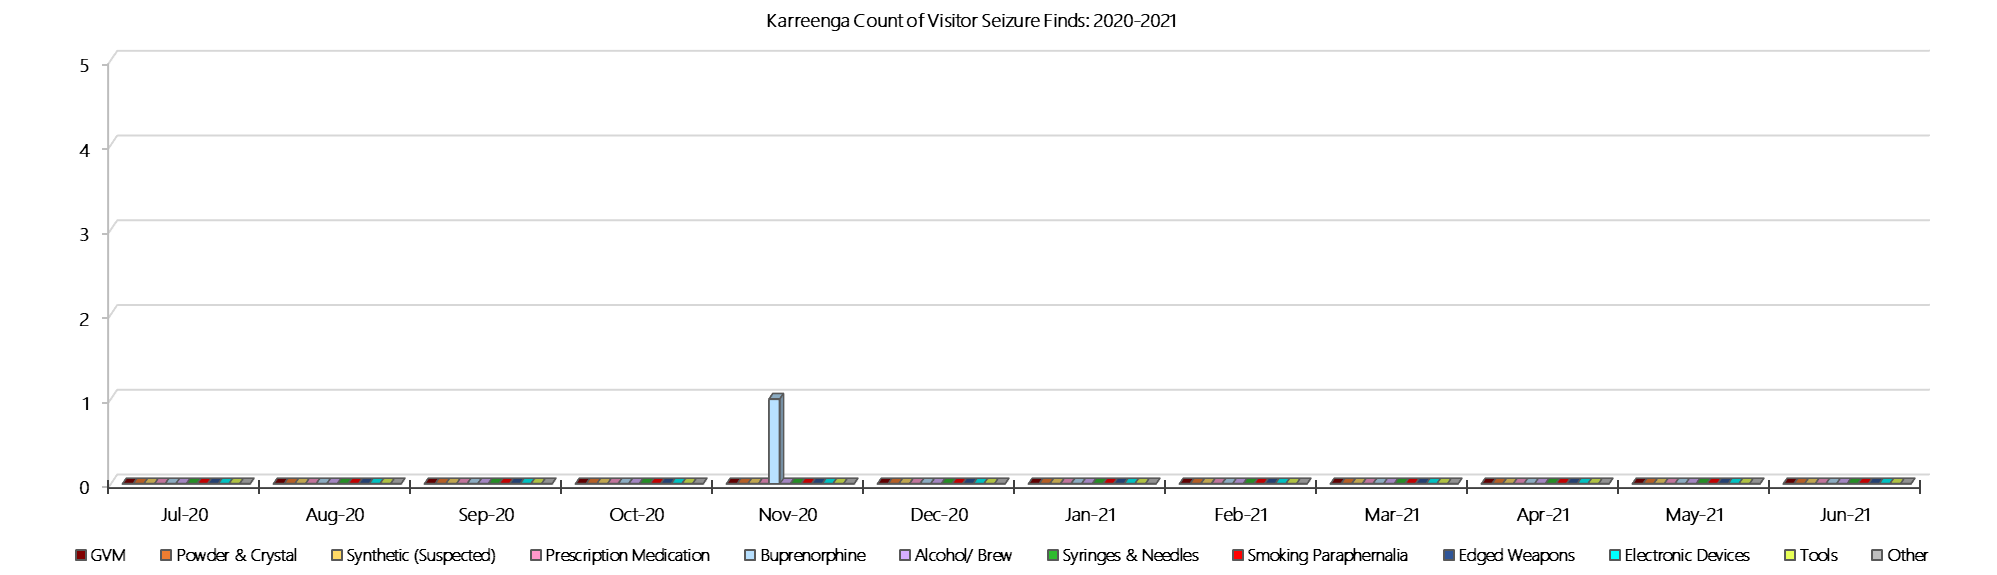 Karreenga Count of Visitor Seizure Finds: 2020-2021
5
4
3
2
1
0
Jul-20 Aug-20 Sep-20 Oct-20 Nov-20 Dec-20 Jan-21 Feb-21 Mar-21 Apr-21 May-21 Jun-21
GVM Powder & Crystal Synthetic (Suspected) Prescription Medication Buprenorphine Alcohol/ Brew Syringes & Needles Smoking Paraphernalia Edged Weapons Electronic Devices Tools Other